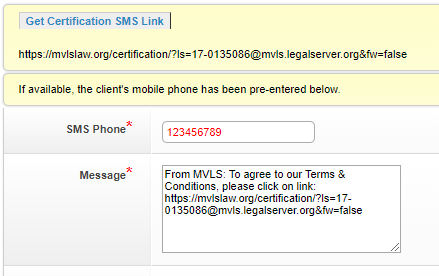 Get Certification SMS Link
https://mvlslaw.org/certification/?ls=17-0135086@mvls.legalserver.org&fw=false
If available, the client's mobile phone has been pre-entered below.
SMS Phone* 123456789
Message* From MVLS: To agree to our Terms &
Conditions, please click on link:
https://mvlslaw.org/certification/?ls=17-
0135086@mvls.legalserver.org&fw=false